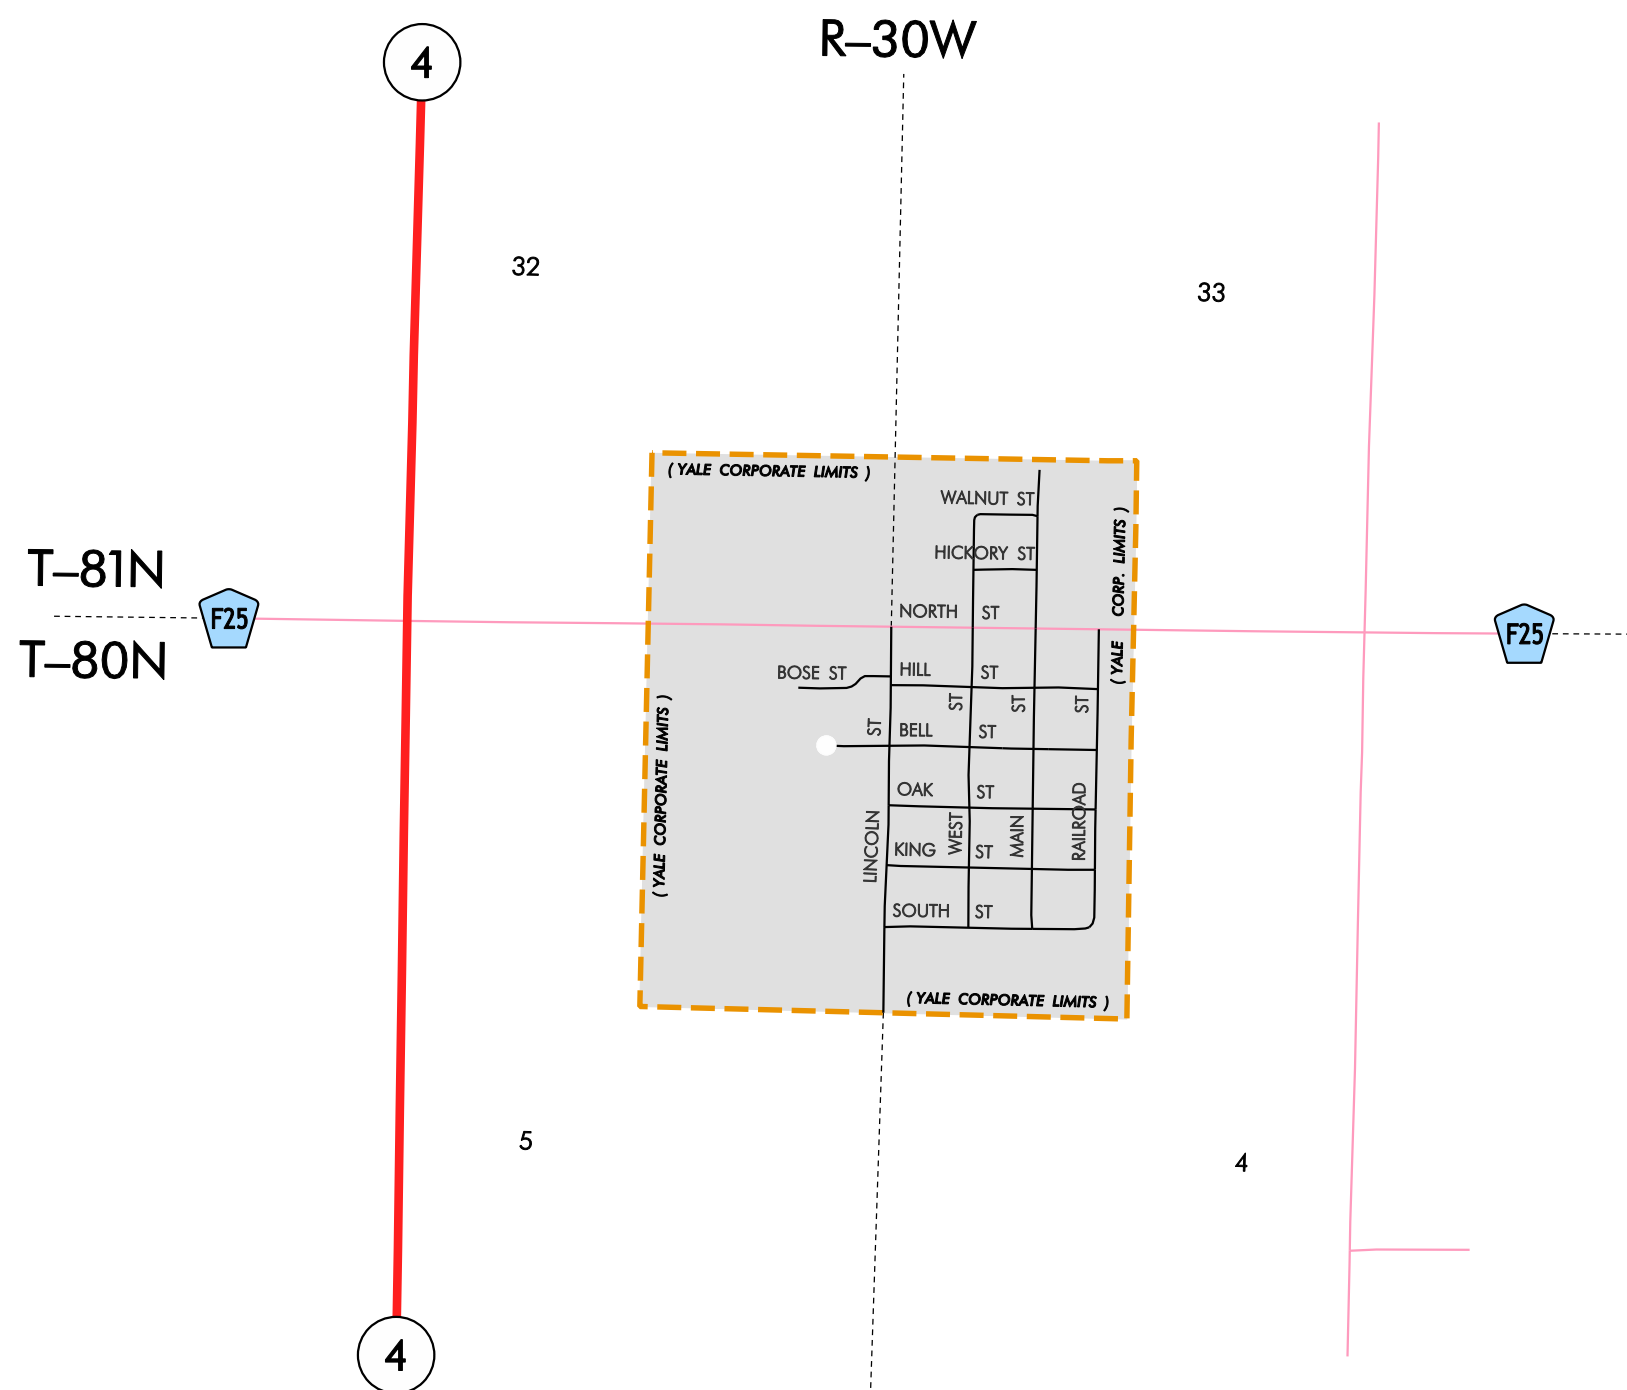 R–30W
4
32
33
( YALE CORPORATE LIMITS )
WALNUT ST
( YALE CORP. LIMITS )
HICKORY ST
T–81N
F25
NORTH ST
F25
T–80N
BOSE ST
HILL ST
ST
ST
ST
( YALE CORPORATE LIMITS )
LINCOLN ST
BELL ST
OAK ST
WEST
MAIN
RAILROAD
KING ST
SOUTH ST
( YALE CORPORATE LIMITS )
5
4
4